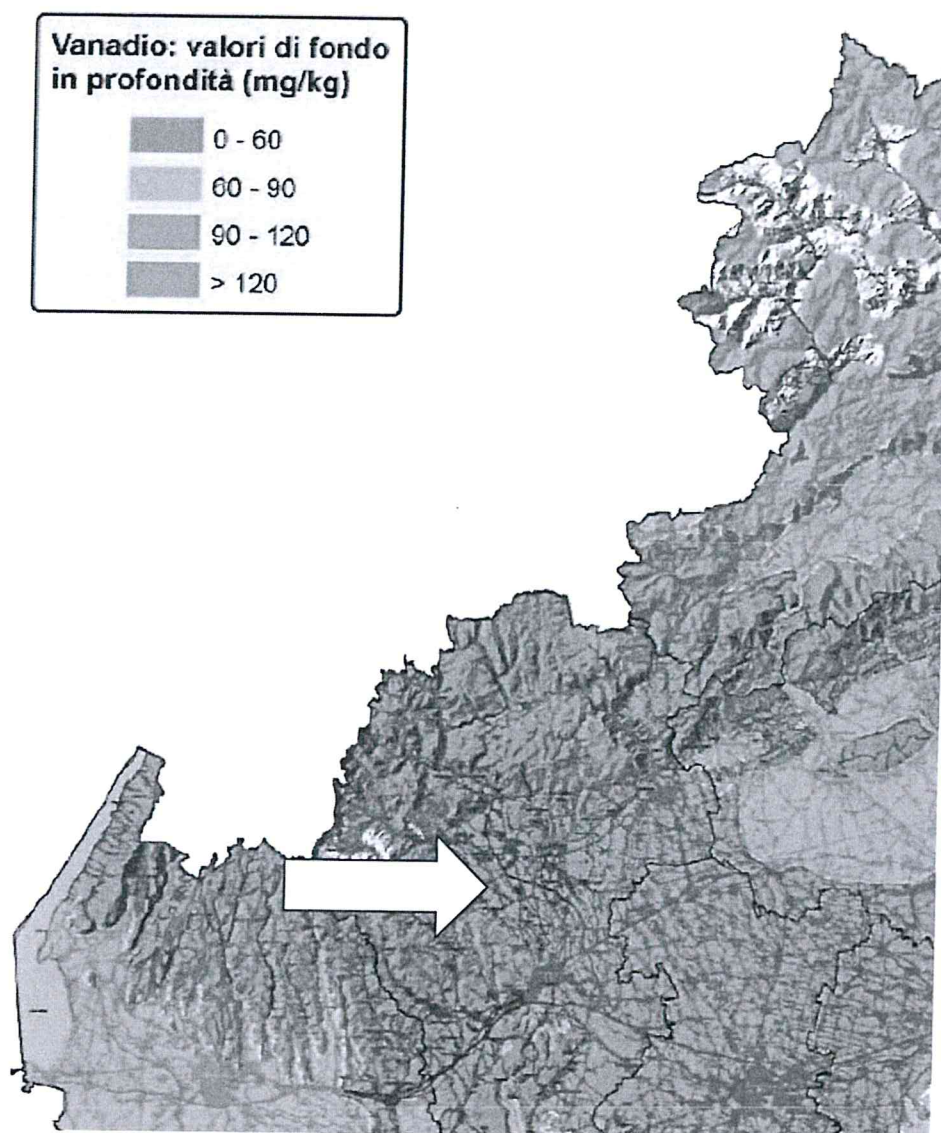 Vanadio: valori di fondo
in profondità (mg/kg)
0 - 60
60 - 90
90 - 120
> 120